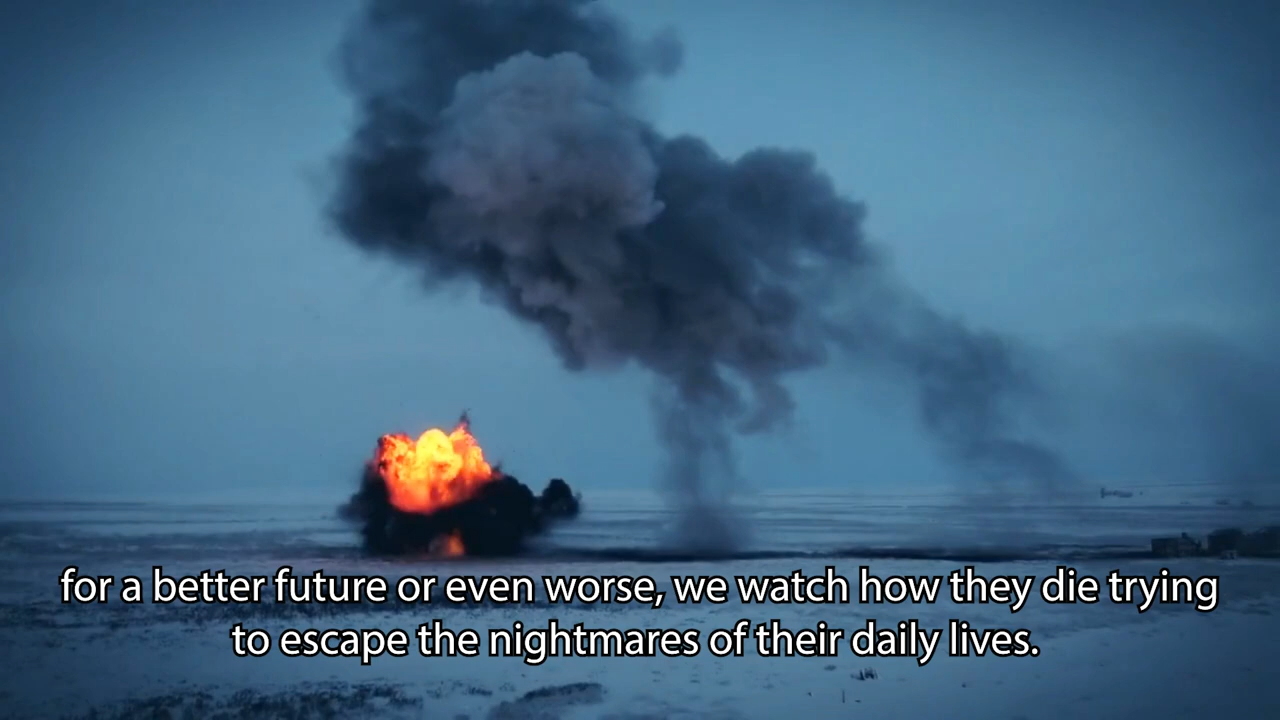 for a better future or even worse, we watch how they die trying
to escape the nightmares of their daily lives.